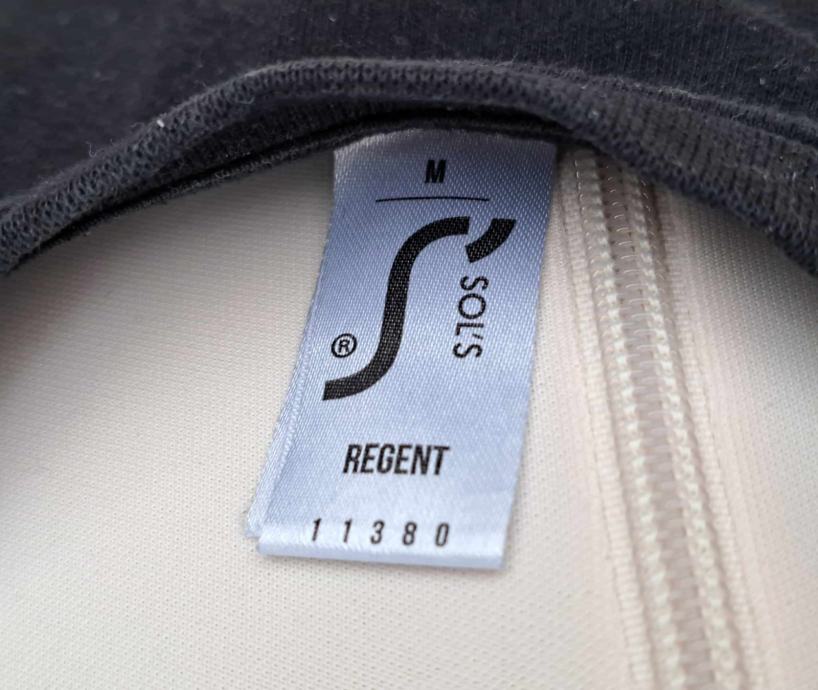 M
SOL'S
®
REGENT
11380